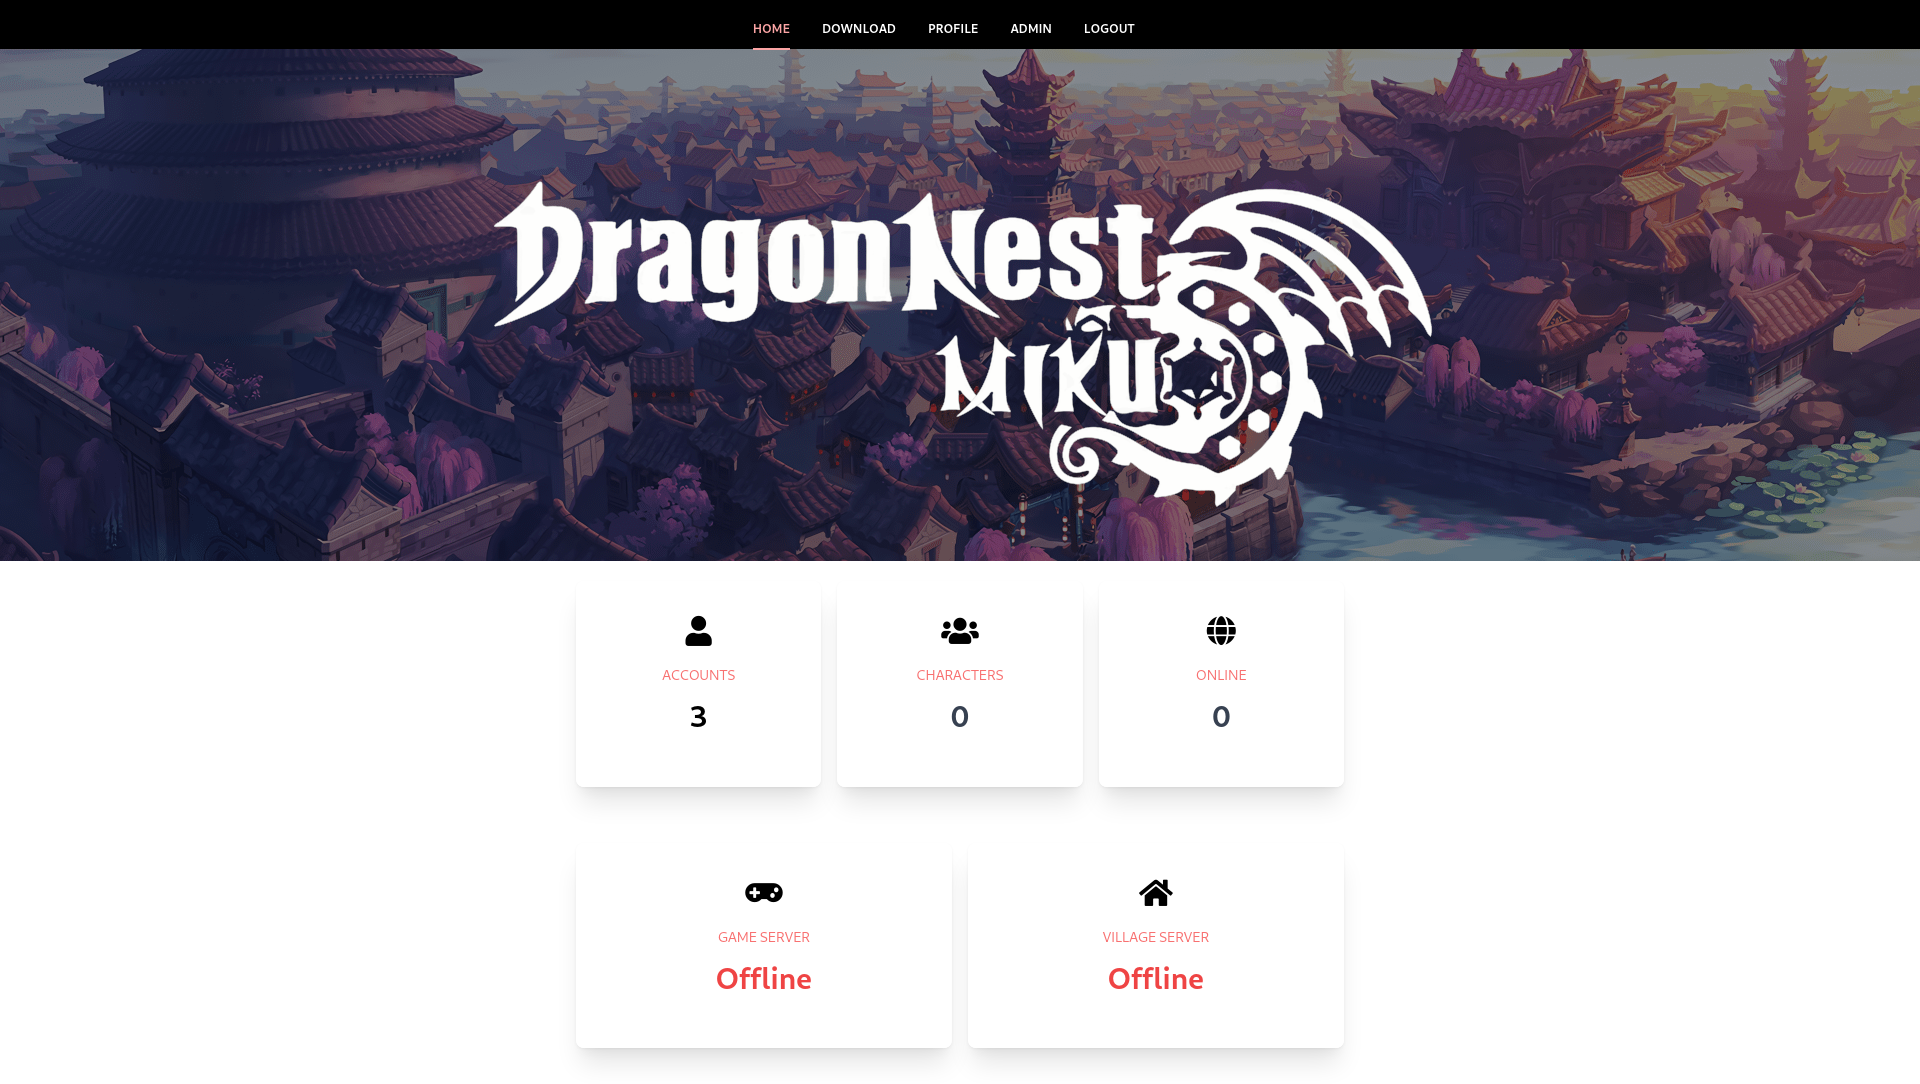 HOME DOWNLOAD PROFILE ADMIN LOGOUT
DragonNest
MIKU
ACCOUNTS
3
CHARACTERS
0
ONLINE
0
GAME SERVER
Offline
VILLAGE SERVER
Offline